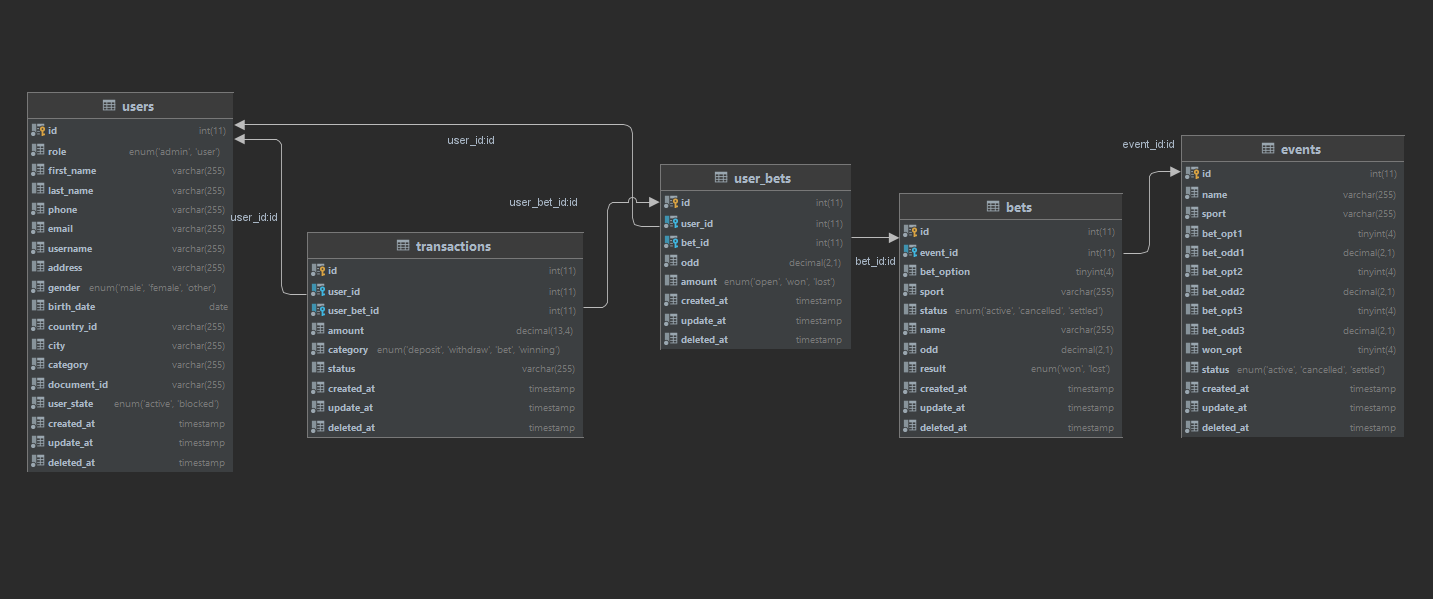 users
id int(11)
role enum('admin', 'user')
first_name varchar(255)
last_name varchar(255)
phone varchar(255)
email varchar(255)
username varchar(255)
address varchar(255)
gender enum('male', 'female', 'other')
birth_date date
country_id varchar(255)
city varchar(255)
category varchar(255)
document_id varchar(255)
user_state enum('active', 'blocked')
created_at timestamp
update_at timestamp
deleted_at timestamp
user_id:id
user_id:id
transactions
id int(11)
user_id int(11)
user_bet_id int(11)
amount decimal(13,4)
category enum('deposit', 'withdraw', 'bet', 'winning')
status varchar(255)
created_at timestamp
update_at timestamp
deleted_at timestamp
user_bet_id:id
user_bets
id int(11)
user_id int(11)
bet_id int(11)
odd decimal(2,1)
amount enum('open', 'won', 'lost')
created_at timestamp
update_at timestamp
deleted_at timestamp
bet_id:id
bets
id int(11)
event_id int(11)
bet_option tinyint(4)
sport varchar(255)
status enum('active', 'cancelled', 'settled')
name varchar(255)
odd decimal(2,1)
result enum('won', 'lost')
created_at timestamp
update_at timestamp
deleted_at timestamp
event_id:id
events
id int(11)
name varchar(255)
sport varchar(255)
bet_opt1 tinyint(4)
bet_odd1 decimal(2,1)
bet_opt2 tinyint(4)
bet_odd2 decimal(2,1)
bet_opt3 tinyint(4)
bet_odd3 decimal(2,1)
won_opt tinyint(4)
status enum('active', 'cancelled', 'settled')
created_at timestamp
update_at timestamp
deleted_at timestamp